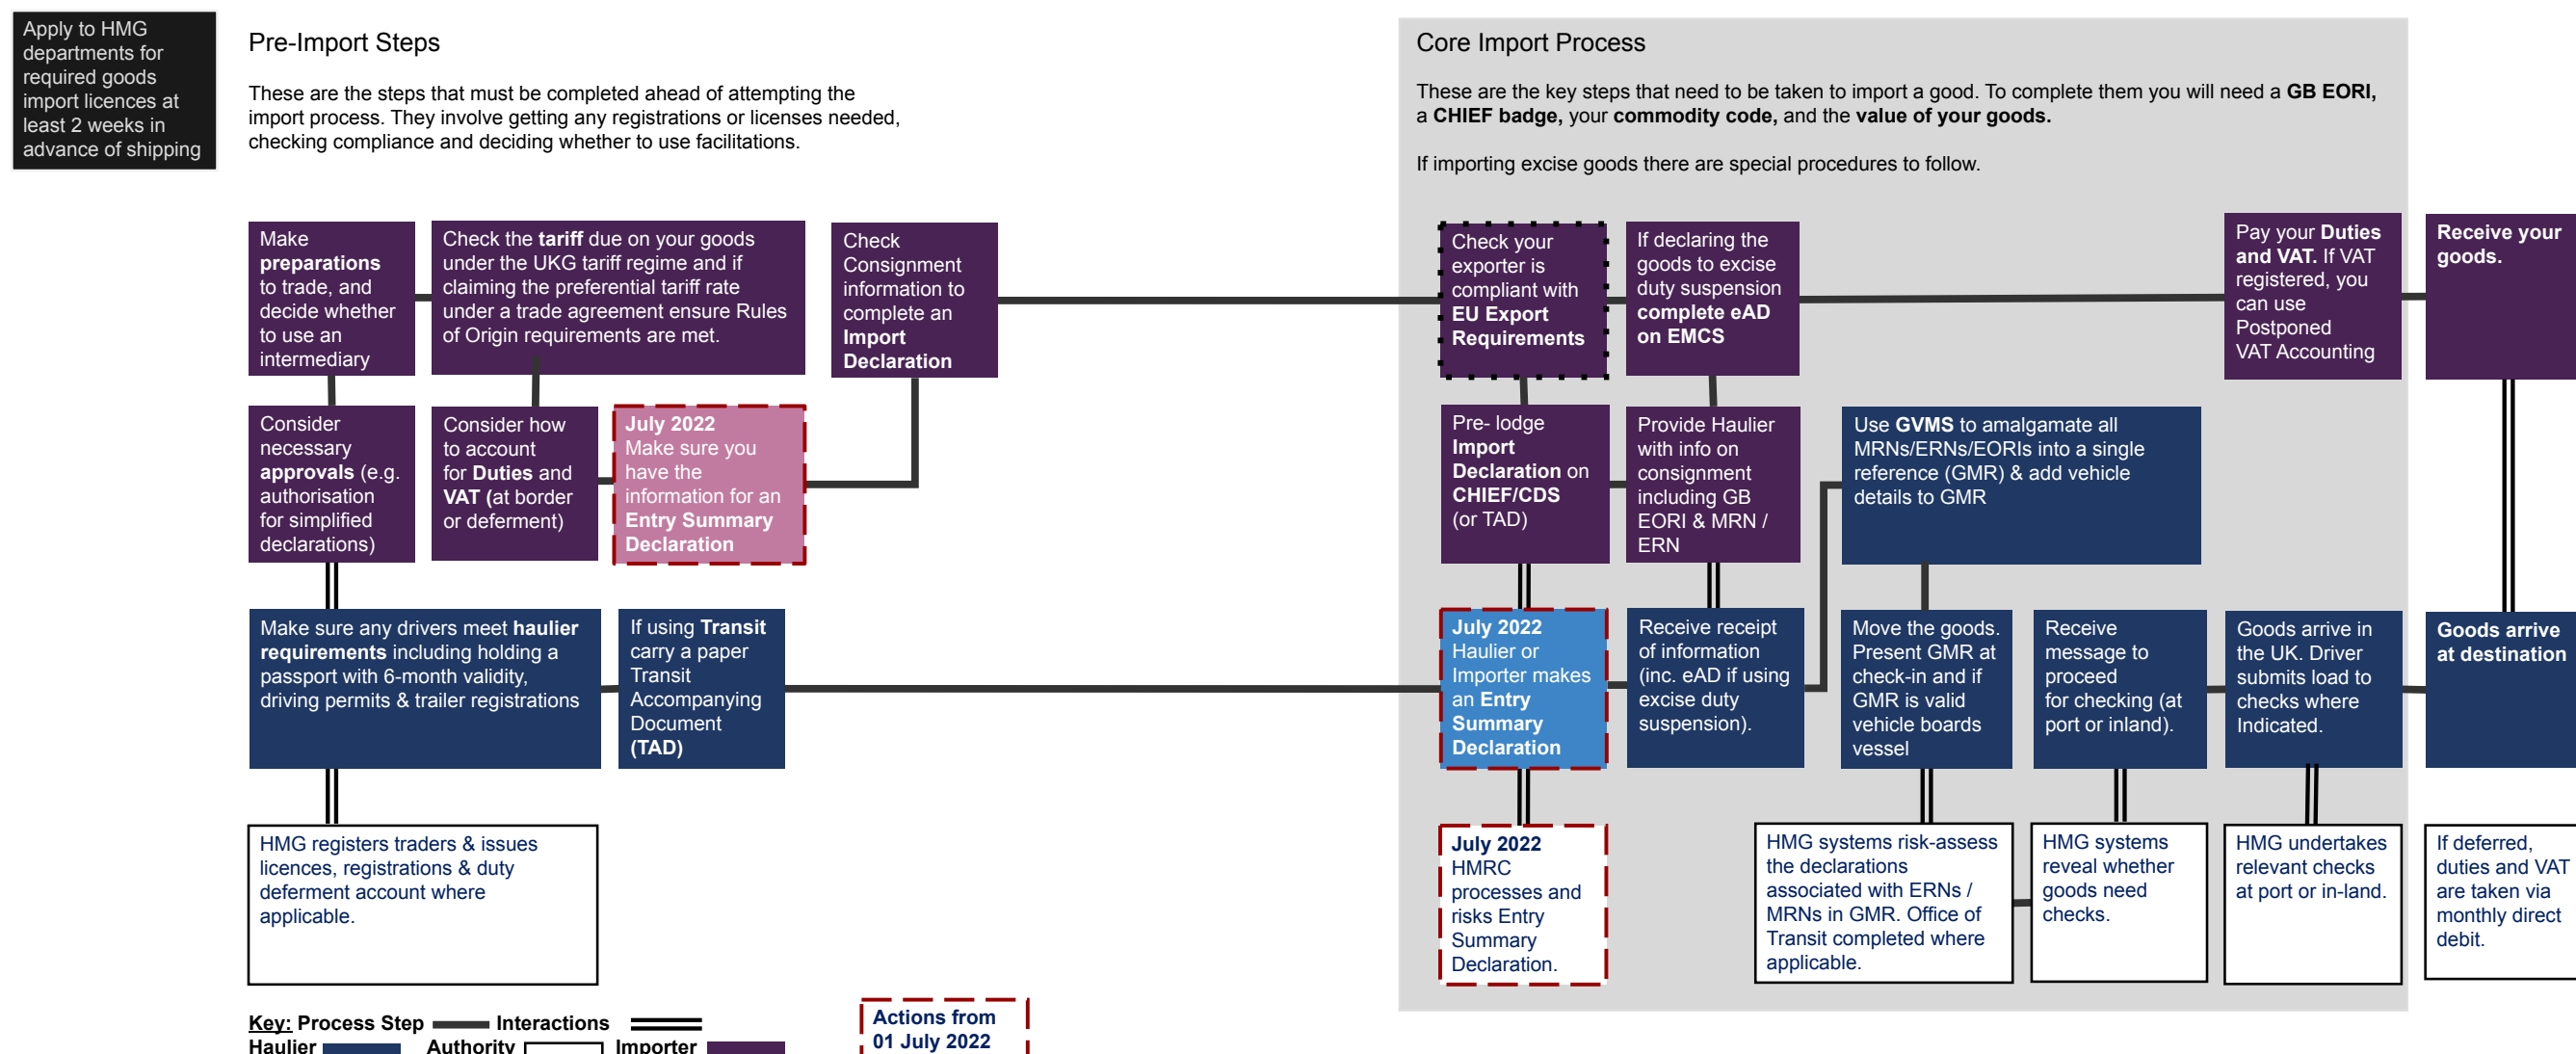 Apply to HMG
departments for
required goods
import licences at
least 2 weeks in
advance of shipping
Pre-Import Steps
These are the steps that must be completed ahead of attempting the
import process. They involve getting any registrations or licenses needed,
checking compliance and deciding whether to use facilitations.
Core Import Process
These are the key steps that need to be taken to import a good. To complete them you will need a GB EORI,
a CHIEF badge, your commodity code, and the value of your goods.
If importing excise goods there are special procedures to follow.
Make
preparations
to trade, and
decide whether
to use an
intermediary
Check the tariff due on your goods
under the UKG tariff regime and if
claiming the preferential tariff rate
under a trade agreement ensure Rules
of Origin requirements are met.
Check
Consignment
information to
complete an
Import
Declaration
Check your
exporter is
compliant with
EU Export
Requirements
If declaring the
goods to excise
duty suspension
complete eAD
on EMCS
Pay your Duties
and VAT. If VAT
registered, you
can use
Postponed
VAT Accounting
Receive your
goods.
Consider
necessary
approvals (e.g.
authorisation
for simplified
declarations)
Consider how
to account
for Duties and
VAT (at border
or deferment)
July 2022
Make sure you
have the
information for an
Entry Summary
Declaration
Pre- lodge
Import
Declaration on
CHIEF/CDS
(or TAD)
Provide Haulier
with info on
consignment
including GB
EORI & MRN /
ERN
Use GVMS to amalgamate all
MRNs/ERNs/EORIs into a single
reference (GMR) & add vehicle
details to GMR
Make sure any drivers meet haulier
requirements including holding a
passport with 6-month validity,
driving permits & trailer registrations
If using Transit
carry a paper
Transit
Accompanying
Document
(TAD)
July 2022
Haulier or
Importer makes
an Entry
Summary
Declaration
Receive receipt
of information
(inc. eAD if using
excise duty
suspension).
Move the goods.
Present GMR at
check-in and if
GMR is valid
vehicle boards
vessel
Receive
message to
proceed
for checking (at
port or inland).
Goods arrive in
the UK. Driver
submits load to
checks where
Indicated.
Goods arrive
at destination
HMG registers traders & issues
licences, registrations & duty
deferment account where
applicable.
July 2022
HMRC
processes and
risks Entry
Summary
Declaration.
HMG systems risk-assess
the declarations
associated with ERNs /
MRNs in GMR. Office of
Transit completed where
applicable.
HMG systems
reveal whether
goods need
checks.
HMG undertakes
relevant checks
at port or in-land.
If deferred,
duties and VAT
are taken via
monthly direct
debit.
Key: Process Step Interactions
Haulier Authority Importer
Actions from
01 July 2022